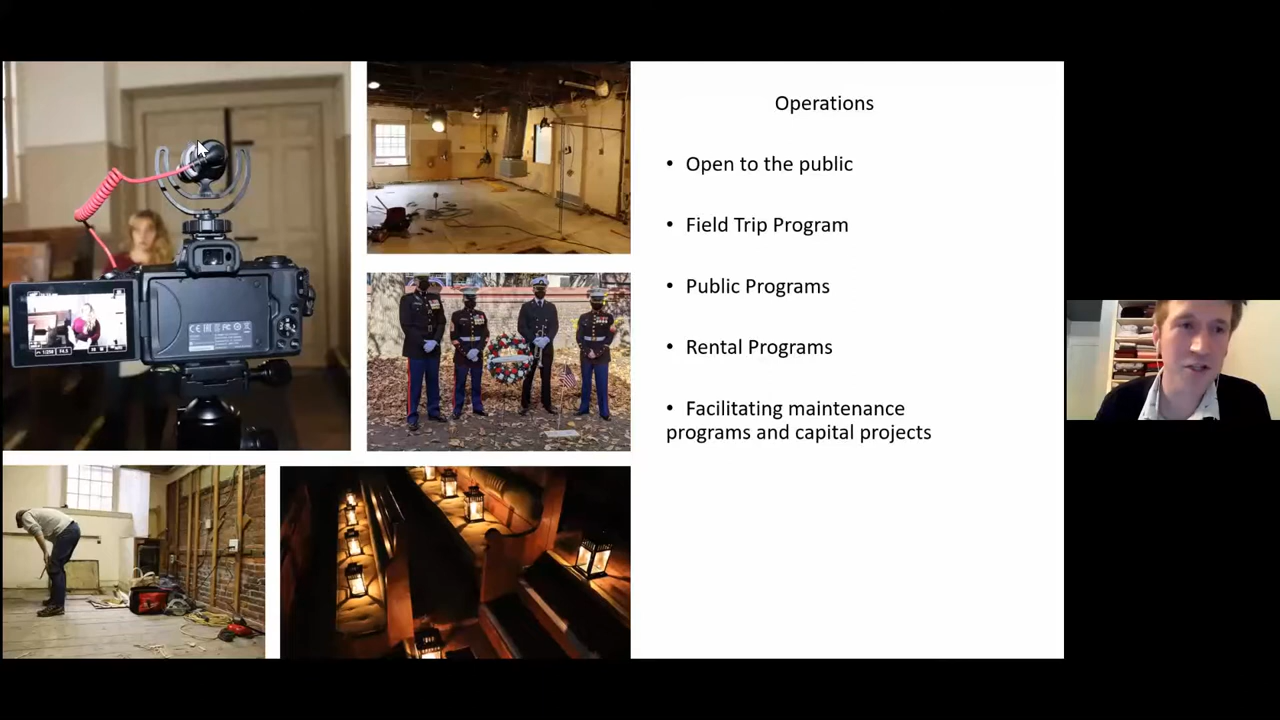 Operations
• Open to the public
• Field Trip Program
• Public Programs
• Rental Programs
• Facilitating maintenance
programs and capital projects